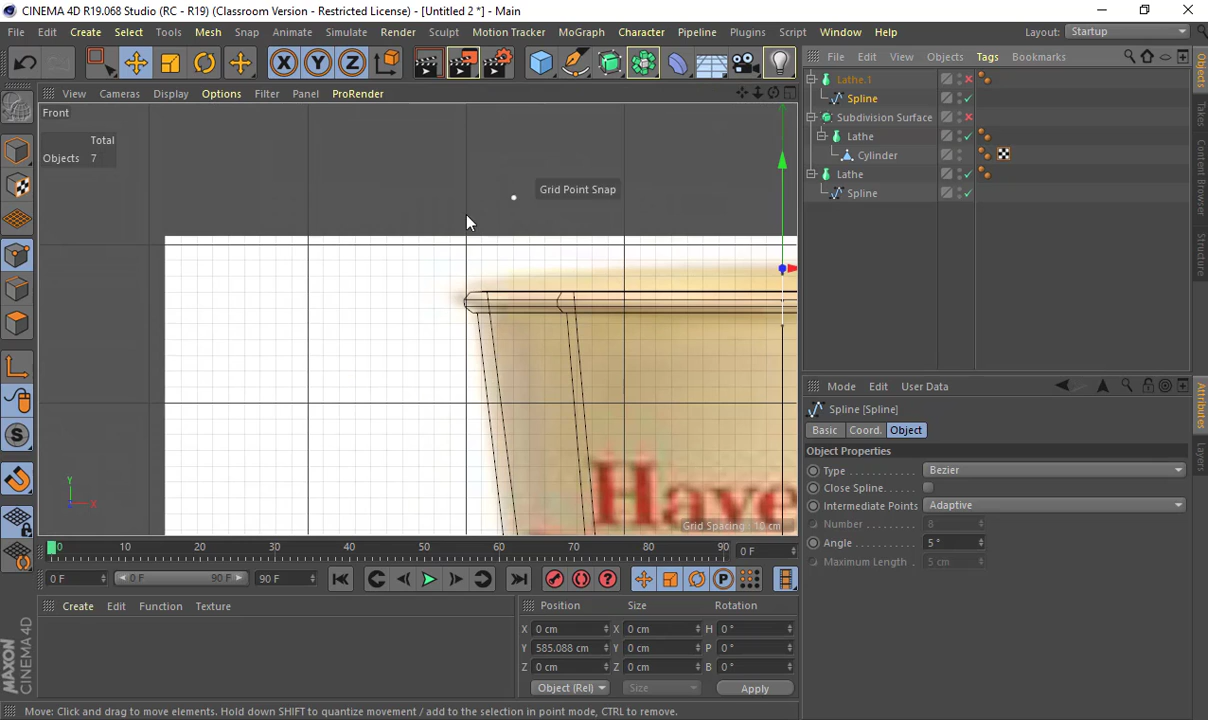 CINEMA 4D R19.068 Studio (RC - R19) (Classroom Version - Restricted License) - [Untitled 2 *] - Main
File Edit Create Select Tools Mesh Snap Animate Simulate Render Sculpt Motion Tracker MoGraph Character Pipeline Plugins Script Window Help Layout: Startup
X Y Z
File Edit View Objects Tags Bookmarks
View Cameras Display Options Filter Panel ProRender
Front
Total
Objects 7
Grid Point Snap
Have
Grid Spacing : 10 cm
Y
X
Lathe.1
Spline
Subdivision Surface
Lathe
Cylinder
Lathe
Spline
Objects
Takes
Content Browser
Structure
Mode Edit User Data
Spline [Spline]
Basic Coord. Object
Object Properties
Type Bezier
Close Spline
Intermediate Points Adaptive
Number 8
Angle 5 °
Maximum Length 5 cm
Attributes
Layers
0 10 20 30 40 50 60 70 80 90 0 F
0 F 0 F 90 F 90 F
Create Edit Function Texture
Position Size Rotation
X 0 cm X 0 cm H 0 °
Y 585.088 cm Y 0 cm P 0 °
Z 0 cm Z 0 cm B 0 °
Object (Rel) Size Apply
MAXON CINEMA 4D
Move: Click and drag to move elements. Hold down SHIFT to quantize movement / add to the selection in point mode, CTRL to remove.